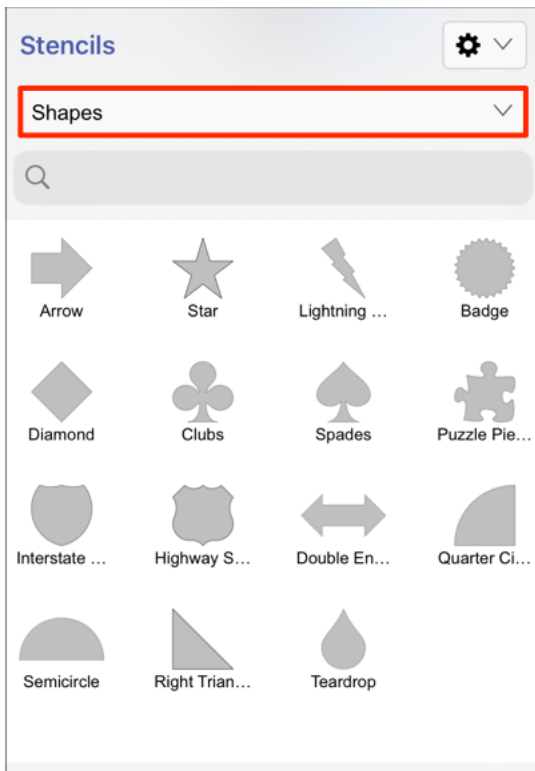 Stencils
Shapes
Arrow Star Lightning ... Badge
Diamond Clubs Spades Puzzle Pie...
Interstate ... Highway S... Double En... Quarter Ci...
Semicircle Right Trian... Teardrop